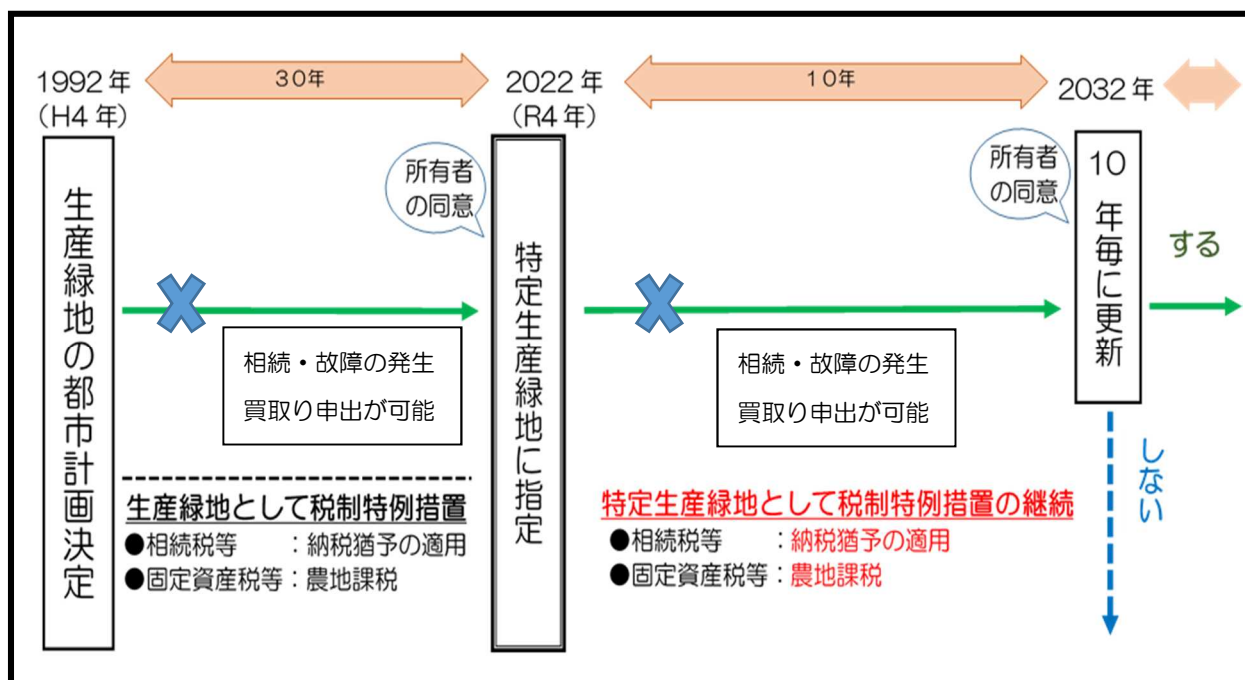 1992年
(H4年)
30年
2022年
(R4年)
10年
2032年
生産緑地の都市計画決定
所有者
の同意
特定生産緑地に指定
所有者
の同意
10年毎に更新
する
しない
相続・故障の発生
買取り申出が可能
相続・故障の発生
買取り申出が可能
生産緑地として税制特例措置
●相続税等　：納税猶予の適用
●固定資産税等：農地課税
特定生産緑地として税制特例措置の継続
●相続税等　：納税猶予の適用
●固定資産税等：農地課税